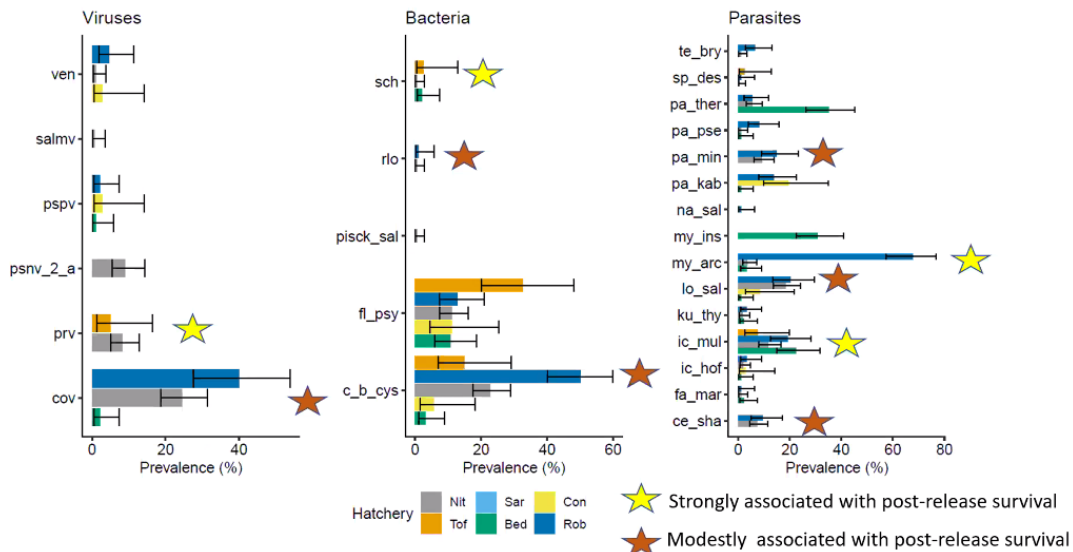 Viruses
ven
salmv
pspv
psnv_2_a
prv
cov
0 20 40
Prevalence (%)
Bacteria
sch
rlo
pisck_sal
fl_psy
c_b_cys
0 20 40 60
Prevalence (%)
Parasites
te_bry
sp_des
pa_ther
pa_pse
pa_min
pa_kab
na_sal
my_ins
my_arc
lo_sal
ku_thy
ic_mul
ic_hof
fa_mar
ce_sha
0 20 40 60 80
Prevalence (%)
Hatchery
Nit Sar Con
Tof Bed Rob
Strongly associated with post-release survival
Modestly associated with post-release survival